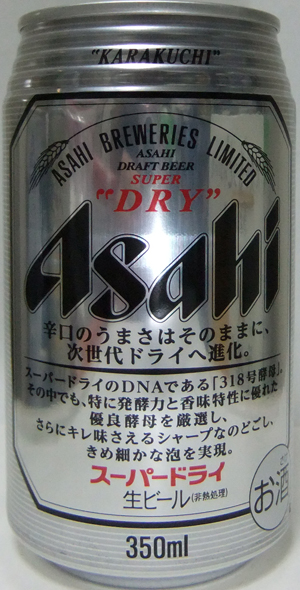 "KARAKUCHI"
ASAHI BREWERIES LIMITED
ASAHI
DRAFT BEER
SUPER
"DRY"
Asahi
辛口のうまさはそのままに、
次世代ドライへ進化。
スーパードライのDNAである「318号酵母」。
その中でも、特に発酵力と香味特性に優れた
優良酵母を厳選し、
さらにキレ味さえるシャープなのどごし、
きめ細かな泡を実現。
スーパードライ
生ビール(非熱処理)
お酒
350ml